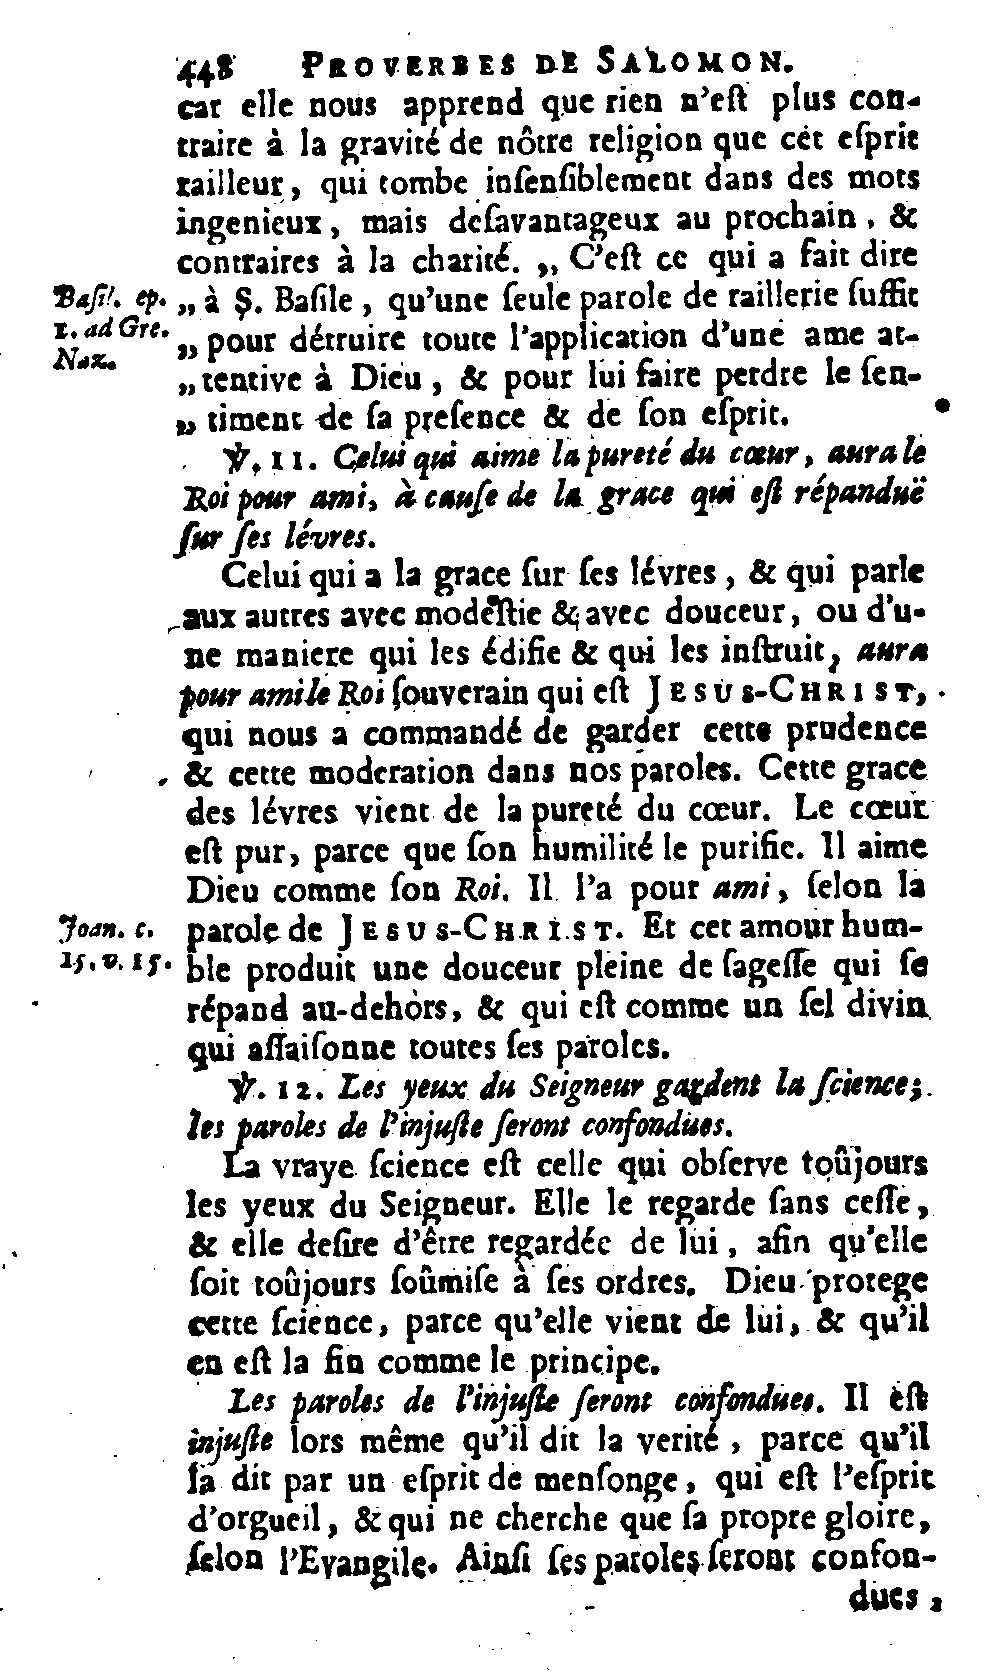 448 PROVERBES DE SALOMON.
car elle nous apprend que rien n'eſt plus con-
traire à la gravité de nôtre religion que cét eſprit
railleur, qui tombe inſenſiblement dans des mots
ingenieux, mais deſavantageux au prochain, &
contraires à la charité. „ C'eſt ce qui a fait dire
Baſil. ep. „ à S. Baſile, qu'une ſeule parole de raillerie ſuffit
1. ad Gre. „ pour détruire toute l'application d'une ame at-
Naz. „ tentive à Dieu, & pour lui faire perdre le ſen-
„ timent de ſa preſence & de ſon eſprit.
℣. 11. Celui qui aime la pureté du cœur, aura le
Roi pour ami, à cauſe de la grace qui eſt répanduë
ſur ſes lévres.
Celui qui a la grace ſur ſes lévres, & qui parle
aux autres avec modeſtie & avec douceur, ou d'u-
ne maniere qui les édifie & qui les inſtruit, aura
pour ami le Roi ſouverain qui eſt JESUS-CHRIST,
qui nous a commandé de garder cette prudence
& cette moderation dans nos paroles. Cette grace
des lévres vient de la pureté du cœur. Le cœur
eſt pur, parce que ſon humilité le purifie. Il aime
Dieu comme ſon Roi. Il l'a pour ami, ſelon la
Joan. c. parole de JESUS-CHRIST. Et cet amour hum-
15. v. 15. ble produit une douceur pleine de ſageſſe qui ſe
répand au-dehors, & qui eſt comme un ſel divin
qui aſſaiſonne toutes ſes paroles.
℣. 12. Les yeux du Seigneur gardent la ſcience;
les paroles de l'injuſte ſeront confonduës.
La vraye ſcience eſt celle qui obſerve toûjours
les yeux du Seigneur. Elle le regarde ſans ceſſe,
& elle deſire d'être regardée de lui, afin qu'elle
ſoit toûjours ſoûmiſe à ſes ordres. Dieu protege
cette ſcience, parce qu'elle vient de lui, & qu'il
en eſt la fin comme le principe.
Les paroles de l'injuſte ſeront confonduës. Il eſt
injuſte lors même qu'il dit la verité, parce qu'il
la dit par un eſprit de menſonge, qui eſt l'eſprit
d'orgueil, & qui ne cherche que ſa propre gloire,
ſelon l'Evangile. Ainſi ſes paroles ſeront confon-
dues,